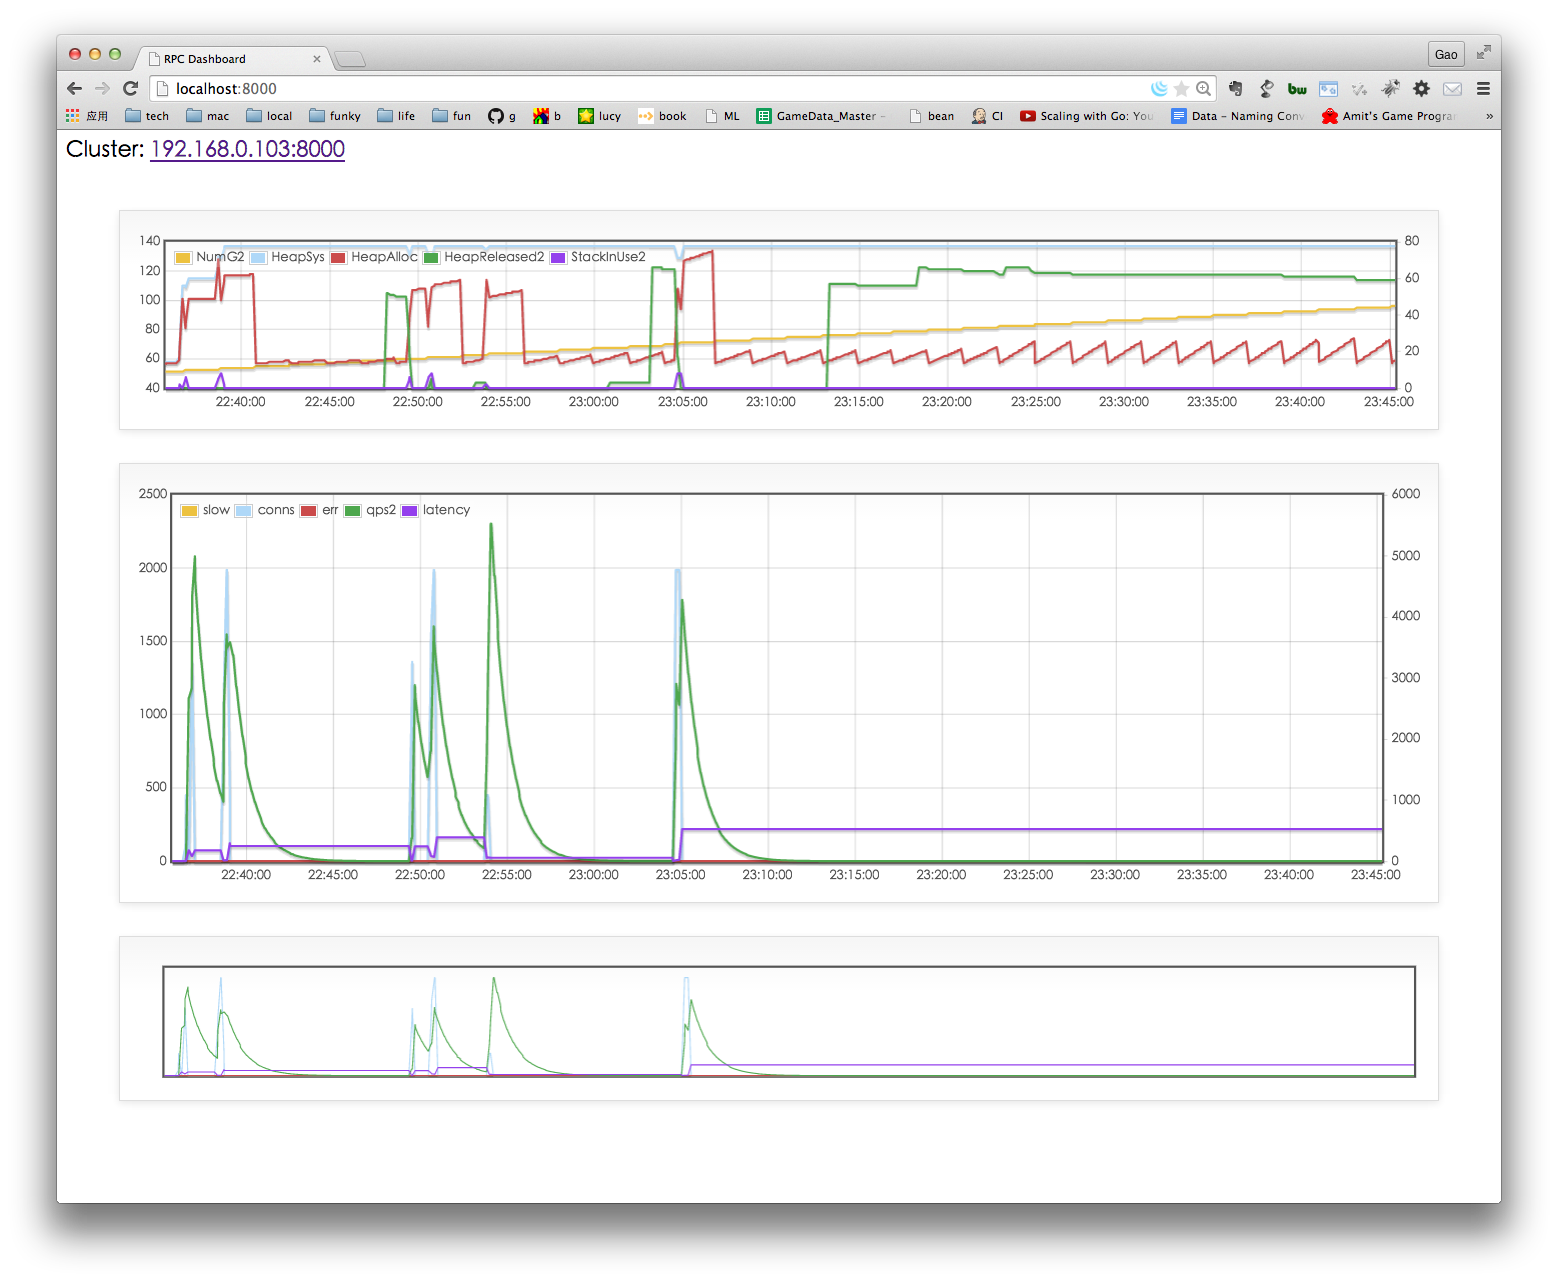 RPC Dashboard
Gao
localhost:8000
应用 tech mac local funky life fun g b lucy book ML GameData_Master – bean CI Scaling with Go: You Data – Naming Conv Amit's Game Progra »
Cluster: 192.168.0.103:8000
140 80
NumG2 HeapSys HeapAlloc HeapReleased2 StackInUse2
120 60
100
40
80
60 20
40 0
22:40:00 22:45:00 22:50:00 22:55:00 23:00:00 23:05:00 23:10:00 23:15:00 23:20:00 23:25:00 23:30:00 23:35:00 23:40:00 23:45:00
2500 6000
slow conns err qps2 latency
5000
2000
4000
1500
3000
1000
2000
500 1000
0 0
22:40:00 22:45:00 22:50:00 22:55:00 23:00:00 23:05:00 23:10:00 23:15:00 23:20:00 23:25:00 23:30:00 23:35:00 23:40:00 23:45:00